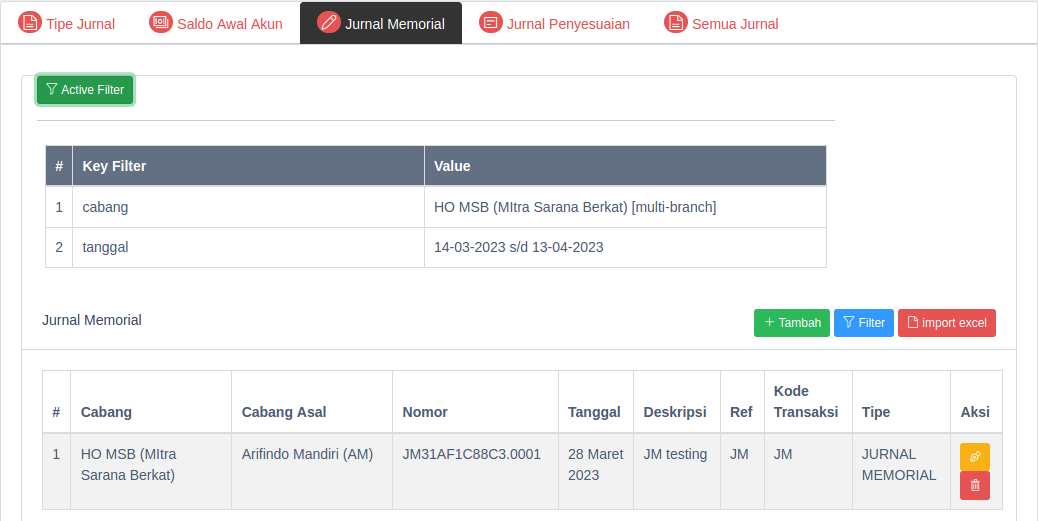 Tipe Jurnal Saldo Awal Akun Jurnal Memorial Jurnal Penyesuaian Semua Jurnal
Active Filter
# Key Filter Value
1 cabang HO MSB (MItra Sarana Berkat) [multi-branch]
2 tanggal 14-03-2023 s/d 13-04-2023
Jurnal Memorial + Tambah Filter import excel
# Cabang Cabang Asal Nomor Tanggal Deskripsi Ref Kode Transaksi Tipe Aksi
1 HO MSB (MItra Arifindo Mandiri (AM) JM31AF1C88C3.0001 28 Maret JM testing JM JM JURNAL
Sarana Berkat) 2023 MEMORIAL